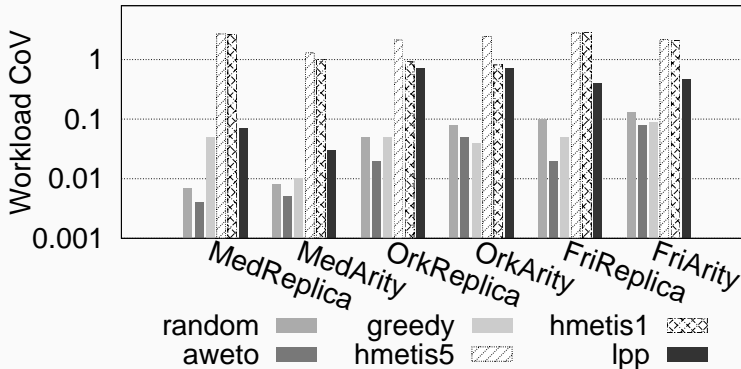 Workload CoV
1
0.1
0.01
0.001
MedReplica
MedArity
OrkReplica
OrkArity
FriReplica
FriArity
random greedy hmetis1
aweto hmetis5 lpp